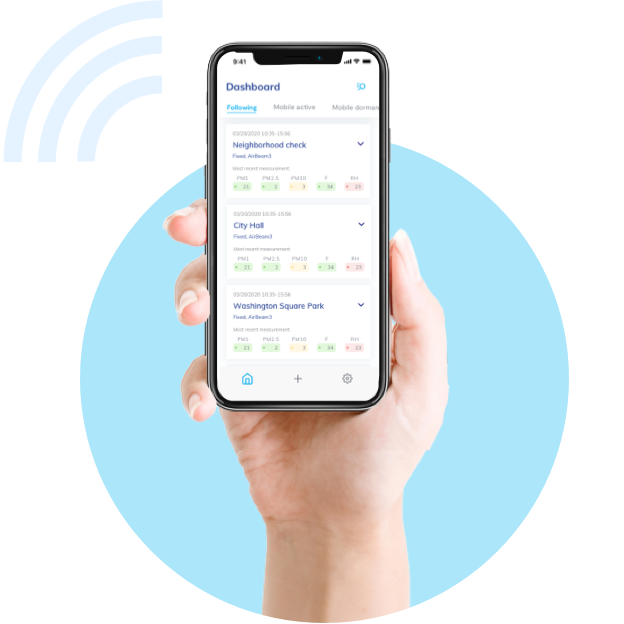 9:41
Dashboard
Following Mobile active Mobile dorman
03/20/2020 10:35-15:56
Neighborhood check
Fixed, AirBeam3
Most recent measurement:
PM1 PM2.5 PM10 F RH
21 2 3 34 23
03/20/2020 10:35-15:56
City Hall
Fixed, AirBeam3
Most recent measurement:
PM1 PM2.5 PM10 F RH
21 2 3 34 23
03/20/2020 10:35-15:56
Washington Square Park
Fixed, AirBeam3
Most recent measurement:
PM1 PM2.5 PM10 F RH
21 2 3 34 23